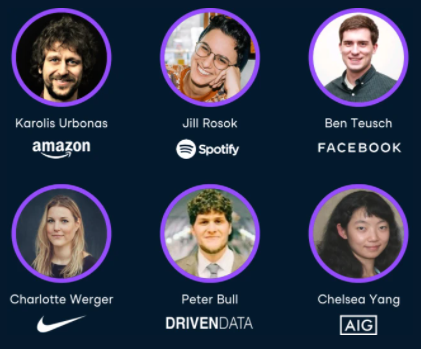 Karolis Urbonas Jill Rosok Ben Teusch
amazon Spotify FACEBOOK
Charlotte Werger Peter Bull Chelsea Yang
DRIVENDATA AIG